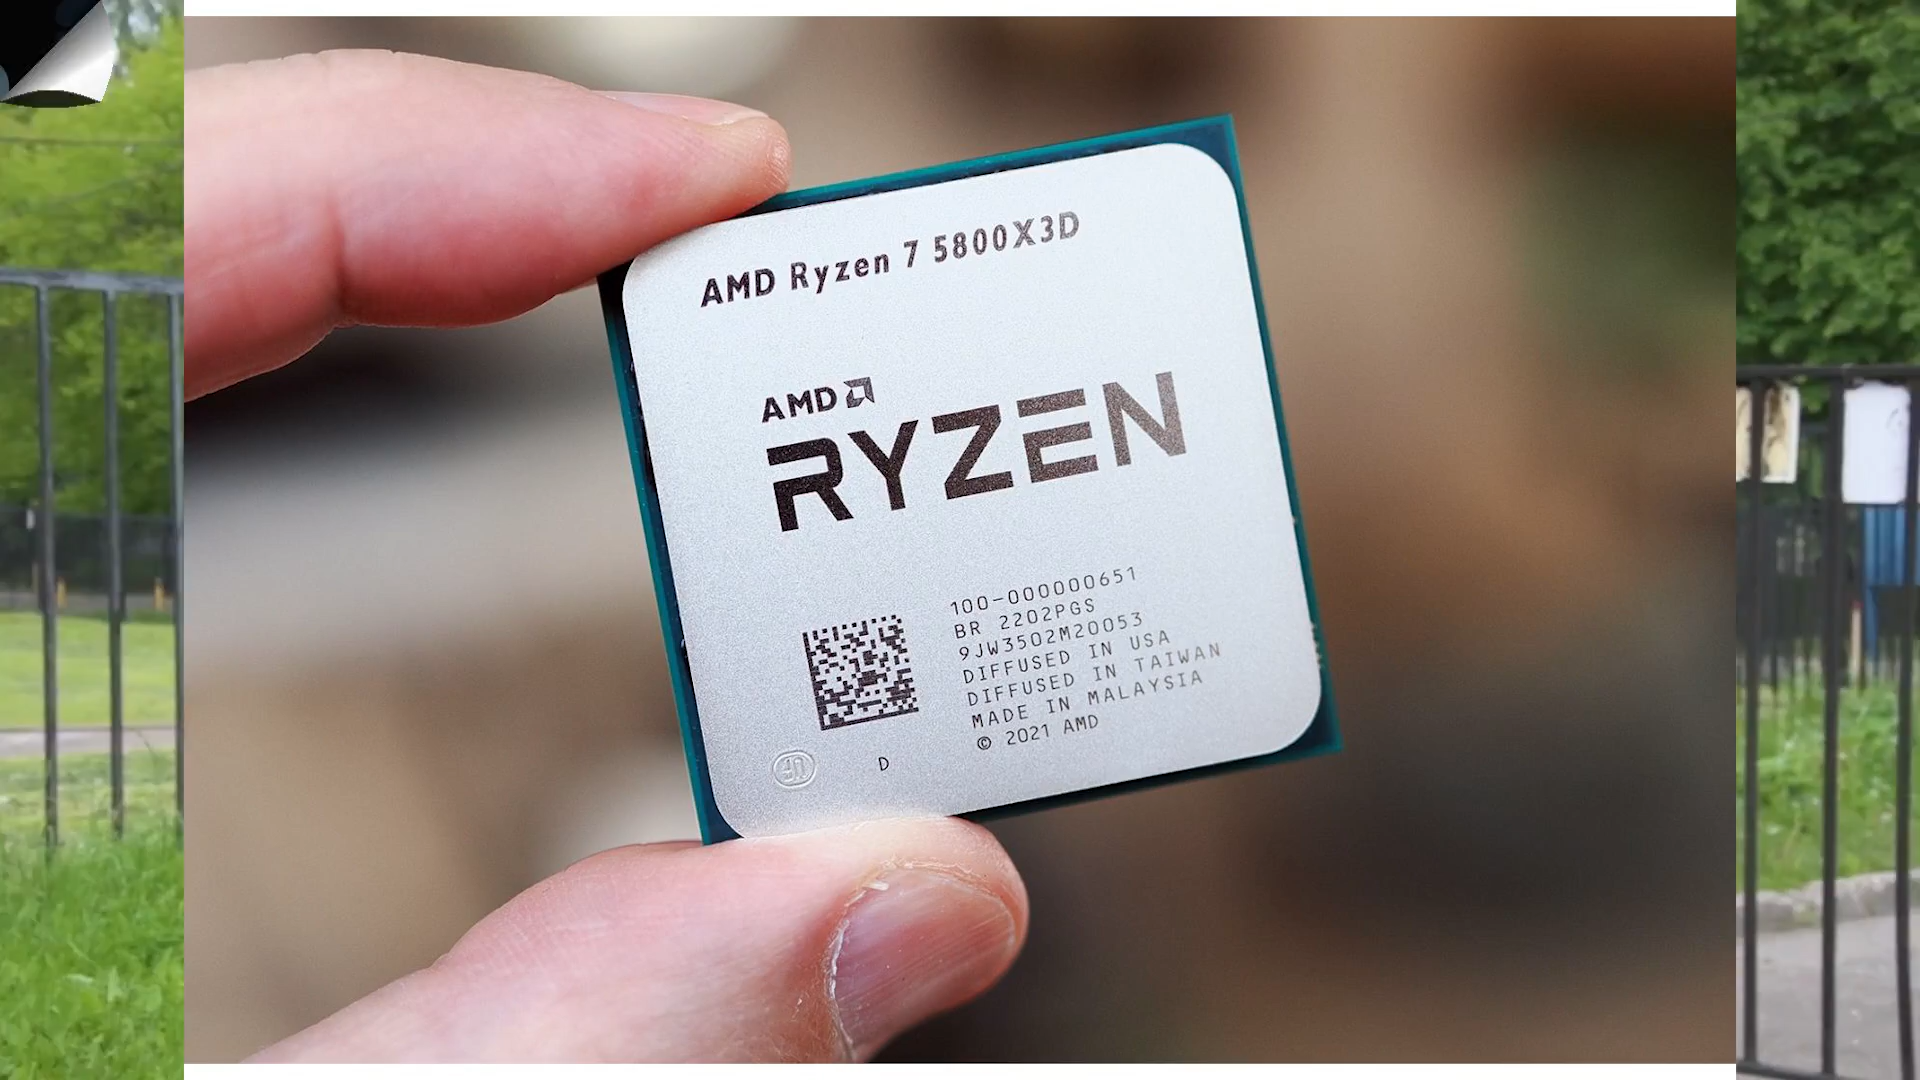 AMD Ryzen 7 5800X3D
AMD
RYZEN
100-000000651
BR 2202PGS
9JW3502M20053
DIFFUSED IN USA
DIFFUSED IN TAIWAN
MADE IN MALAYSIA
© 2021 AMD
D